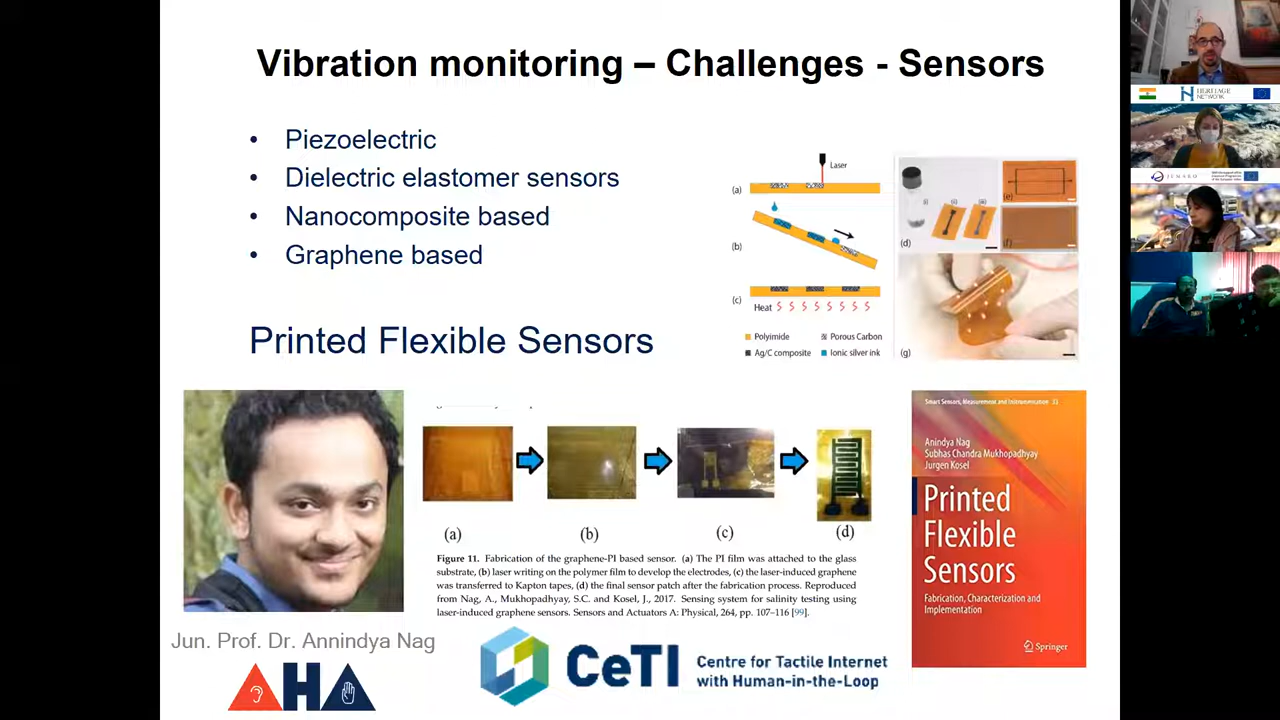 Vibration monitoring – Challenges - Sensors
• Piezoelectric
• Dielectric elastomer sensors
• Nanocomposite based
• Graphene based
Printed Flexible Sensors
Laser
(a)
(b)
(c)
Heat
Polyimide
Porous Carbon
Ag/C composite
Ionic silver ink
(i)
(ii)
(iii)
(d)
(e)
(f)
(g)
(a)
(b)
(c)
(d)
Figure 11. Fabrication of the graphene-PI based sensor. (a) The PI film was attached to the glass
substrate, (b) laser writing on the polymer film to develop the electrodes, (c) the laser-induced graphene
was transferred to Kapton tapes, (d) the final sensor patch after the fabrication process. Reproduced
from Nag, A., Mukhopadhyay, S.C. and Kosel, J., 2017. Sensing system for salinity testing using
laser-induced graphene sensors. Sensors and Actuators A: Physical, 264, pp. 107–116 [99].
Smart Sensors, Measurement and Instrumentation 33
Anindya Nag
Subhas Chandra Mukhopadhyay
Jurgen Kosel
Printed
Flexible
Sensors
Fabrication, Characterization and
Implementation
Springer
Jun. Prof. Dr. Annindya Nag
AHA
CeTI
Centre for Tactile Internet
with Human-in-the-Loop
HERITAGE
NETWORK